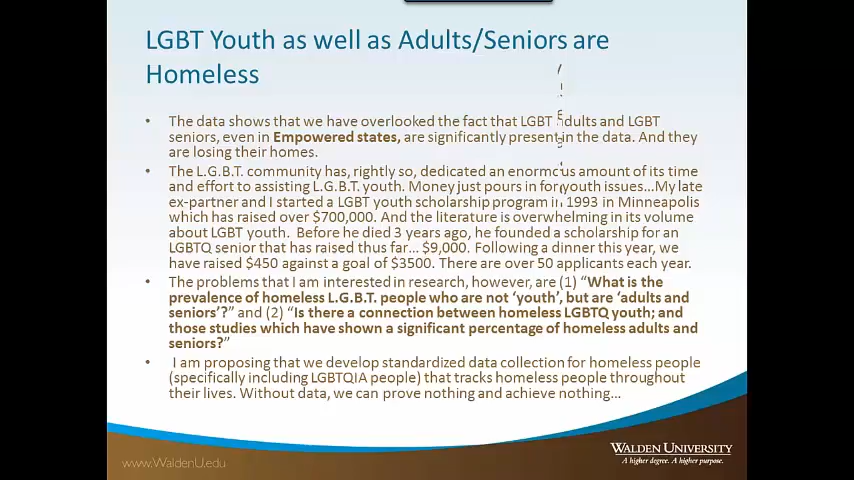 LGBT Youth as well as Adults/Seniors are
Homeless
• The data shows that we have overlooked the fact that LGBT adults and LGBT
seniors, even in Empowered states, are significantly present in the data. And they
are losing their homes.
• The L.G.B.T. community has, rightly so, dedicated an enormous amount of its time
and effort to assisting L.G.B.T. youth. Money just pours in for youth issues...My late
ex-partner and I started a LGBT youth scholarship program in 1993 in Minneapolis
which has raised over $700,000. And the literature is overwhelming in its volume
about LGBT youth. Before he died 3 years ago, he founded a scholarship for an
LGBTQ senior that has raised thus far... $9,000. Following a dinner this year, we
have raised $450 against a goal of $3500. There are over 50 applicants each year.
• The problems that I am interested in research, however, are (1) “What is the
prevalence of homeless L.G.B.T. people who are not ‘youth’, but are ‘adults and
seniors’?” and (2) “Is there a connection between homeless LGBTQ youth; and
those studies which have shown a significant percentage of homeless adults and
seniors?”
• I am proposing that we develop standardized data collection for homeless people
(specifically including LGBTQIA people) that tracks homeless people throughout
their lives. Without data, we can prove nothing and achieve nothing...
WALDEN UNIVERSITY
A higher degree. A higher purpose.
www.WaldenU.edu